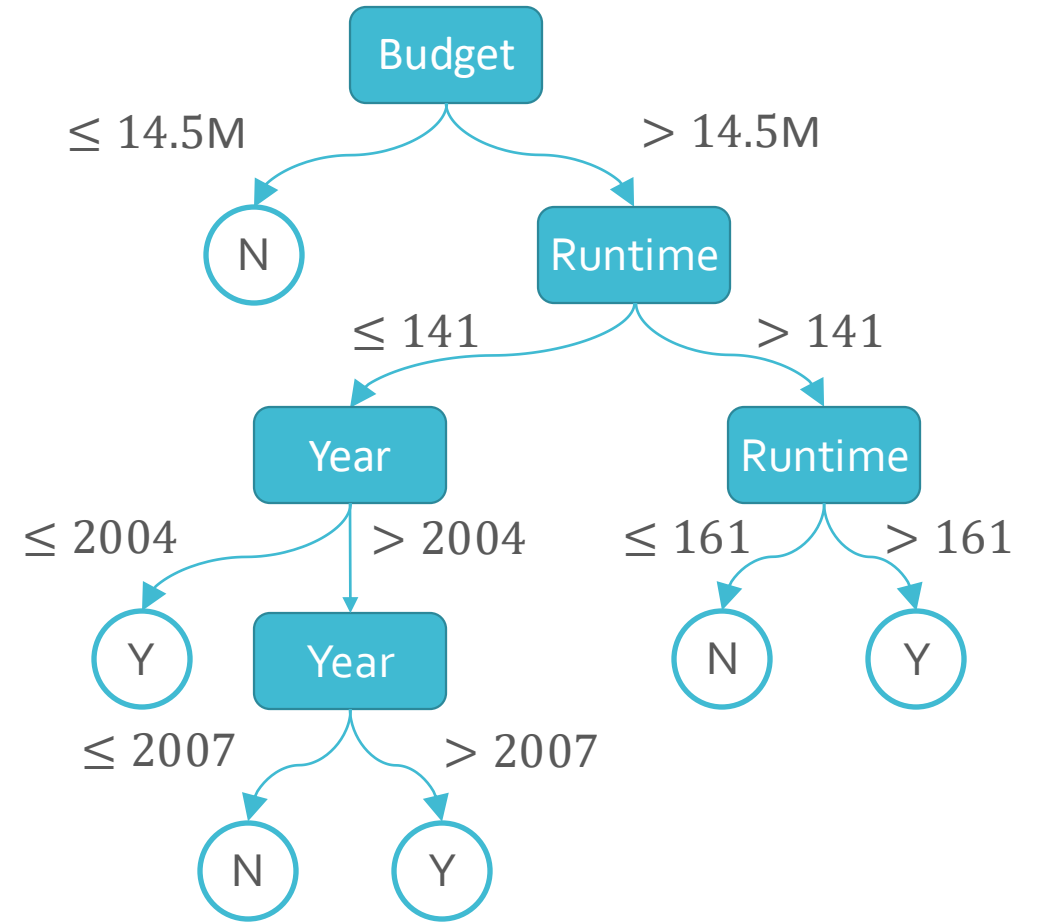 Budget
≤ 14.5M
> 14.5M
N
Runtime
≤ 141
> 141
Year
Runtime
≤ 2004
> 2004
≤ 161
> 161
Y
Year
N
Y
≤ 2007
> 2007
N
Y